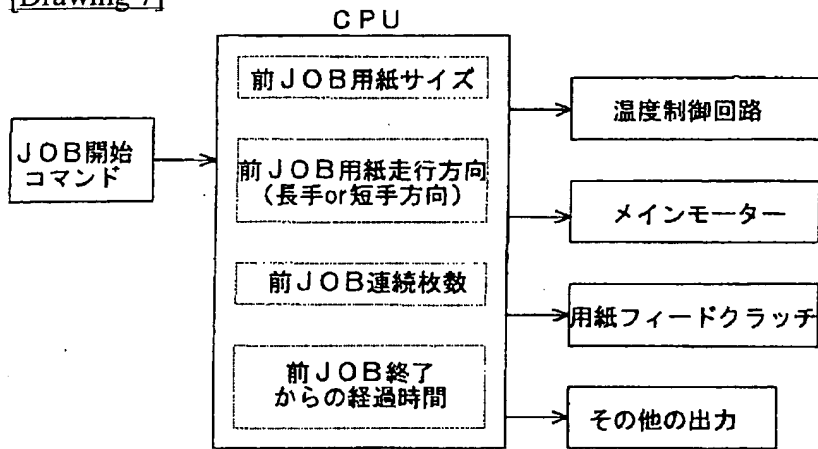 [Drawing 7]
CPU
JOB開始
コマンド
前JOB用紙サイズ
前JOB用紙走行方向
(長手or短手方向)
前JOB連続枚数
前JOB終了
からの経過時間
温度制御回路
メインモーター
用紙フィードクラッチ
その他の出力